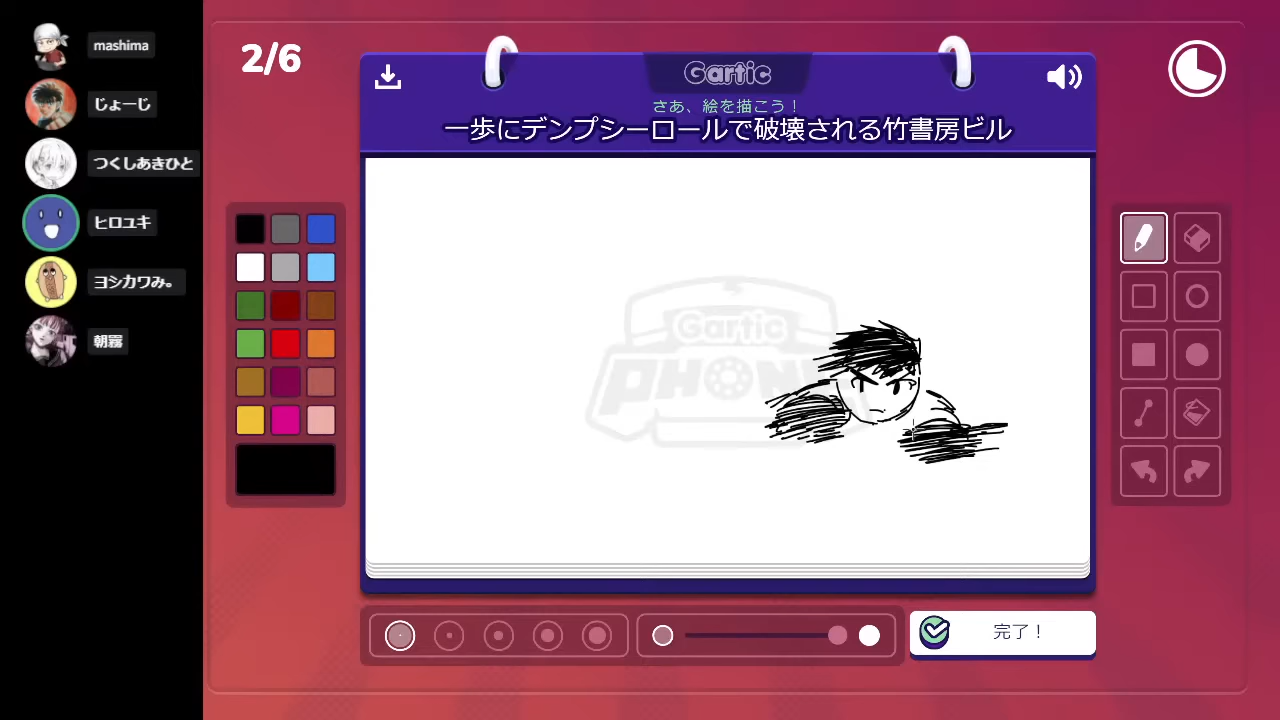 mashima
じょーじ
つくしあきひと
ヒロユキ
ヨシカワみ。
朝霧
2/6
Gartic
さあ、絵を描こう！
一歩にデンプシーロールで破壊される竹書房ビル
Gartic
PHONE
完了！